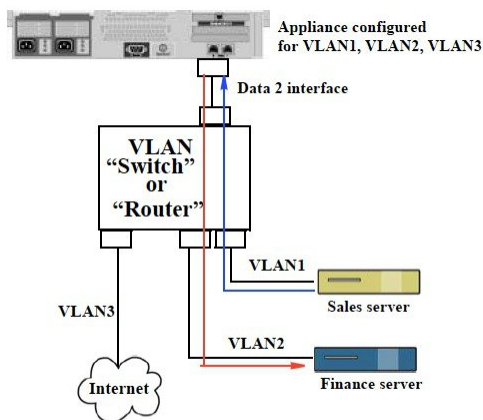 Appliance configured
for VLAN1, VLAN2, VLAN3
Data 2 interface
VLAN
“Switch”
or
“Router”
VLAN1
Sales server
VLAN3
VLAN2
Internet
Finance server